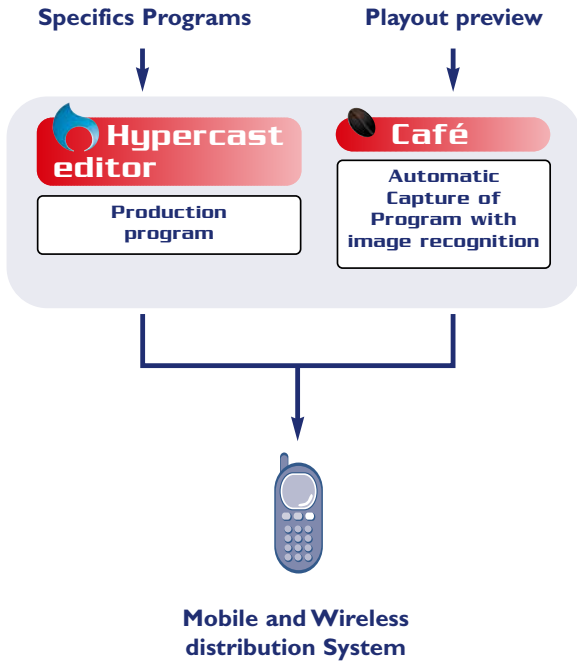 Specifics Programs
Playout preview
Hypercast
editor
Production
program
Café
Automatic
Capture of
Program with
image recognition
Mobile and Wireless
distribution System